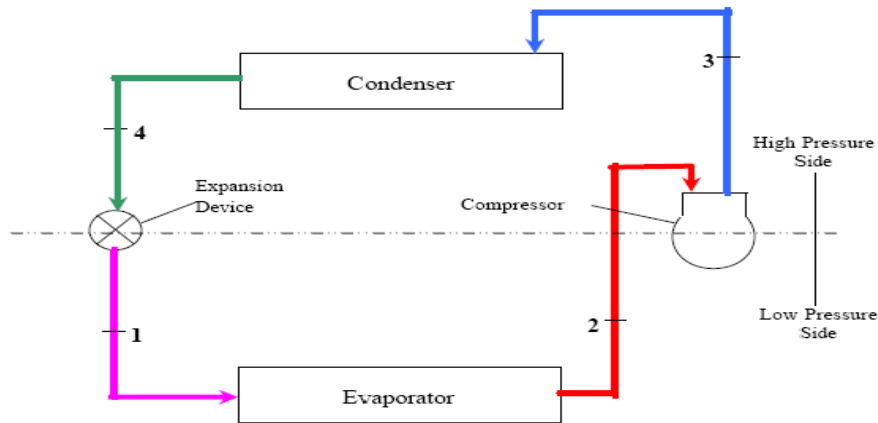 Condenser
3
4
High Pressure
Side
Expansion
Device
Compressor
1
2
Low Pressure
Side
Evaporator